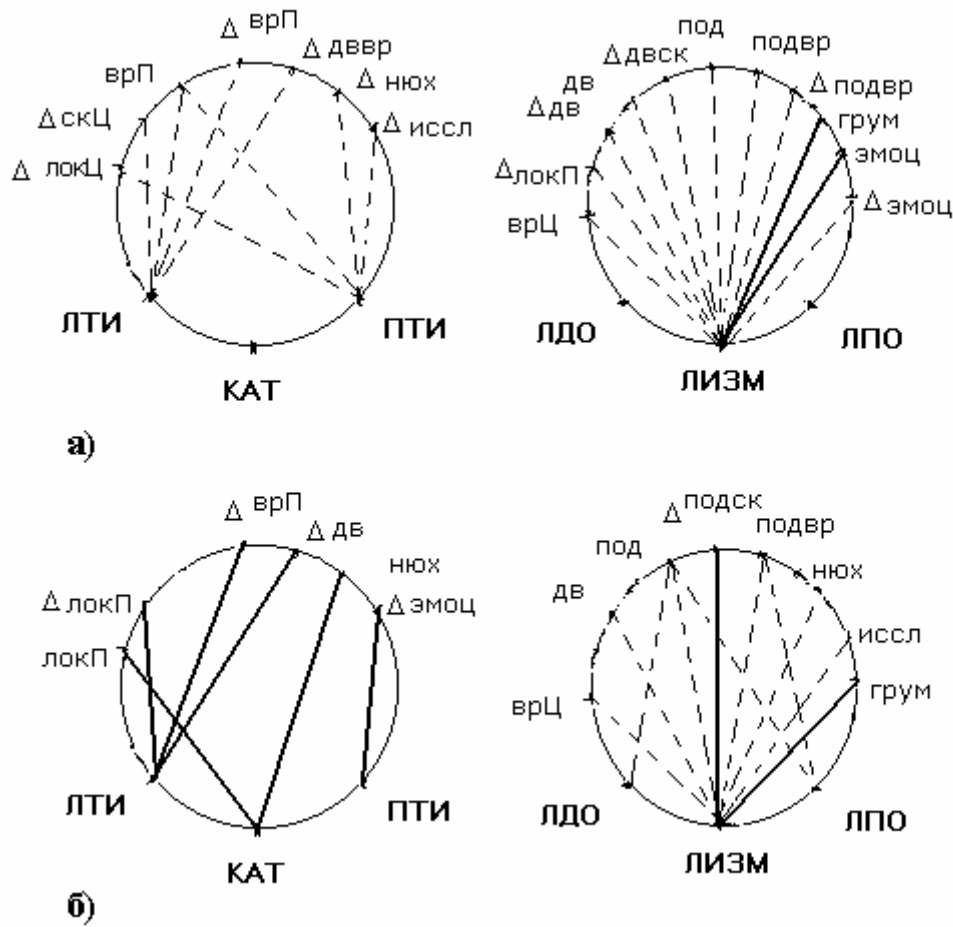 Δ врП
врП
Δ дввр
Δ нюх
Δ скЦ
Δ иссл
Δ локЦ
ЛТИ
ПТИ
КАТ
под
Δ двск
подвр
дв
Δ подвр
Δ дв
грум
эмоц
Δ локП
Δ эмоц
врЦ
ЛДО
ЛПО
ЛИЗМ
а)
Δ врП
Δ дв
нюх
Δ локП
Δ эмоц
локП
ЛТИ
ПТИ
КАТ
Δ подск
под
подвр
нюх
дв
иссл
врЦ
грум
ЛДО
ЛПО
ЛИЗМ
б)